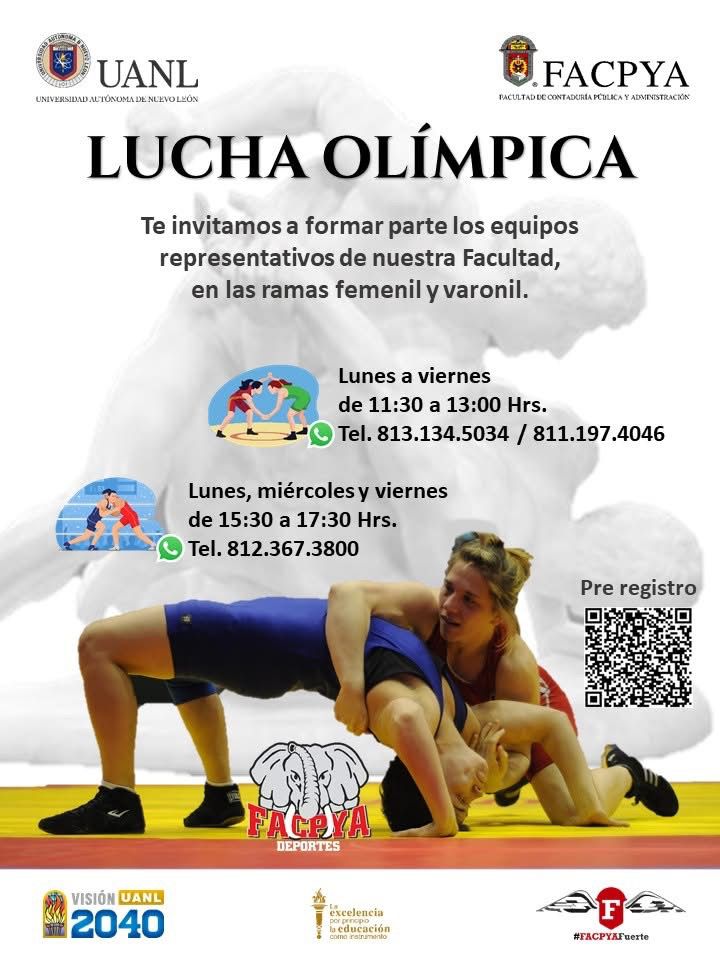 UANL
UNIVERSIDAD AUTÓNOMA DE NUEVO LEÓN
FACPYA
FACULTAD DE CONTADURÍA PÚBLICA Y ADMINISTRACIÓN
LUCHA OLÍMPICA
Te invitamos a formar parte los equipos
representativos de nuestra Facultad,
en las ramas femenil y varonil.
Lunes a viernes
de 11:30 a 13:00 Hrs.
Tel. 813.134.5034 / 811.197.4046
Lunes, miércoles y viernes
de 15:30 a 17:30 Hrs.
Tel. 812.367.3800
Pre registro
FACPYA
DEPORTES
VISIÓN UANL
2040
La
excelencia
por principio
la educación
como instrumento
F
#FACPYAFuerte